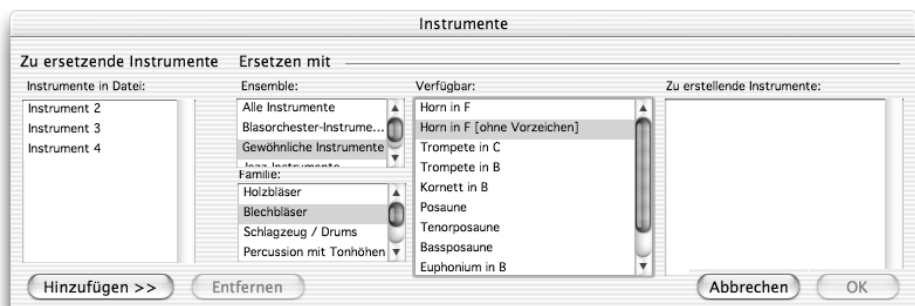 Instrumente
Zu ersetzende Instrumente
Instrumente in Datei:
Instrument 2
Instrument 3
Instrument 4
Ersetzen mit
Ensemble:
Alle Instrumente
Blasorchester-Instrume...
Gewöhnliche Instrumente
Jazz-Instrumente
Familie:
Holzbläser
Blechbläser
Schlagzeug / Drums
Percussion mit Tonhöhen
Verfügbar:
Horn in F
Horn in F [ohne Vorzeichen]
Trompete in C
Trompete in B
Kornett in B
Posaune
Tenorposaune
Bassposaune
Euphonium in B
Zu erstellende Instrumente:
Hinzufügen >>
Entfernen
Abbrechen
OK